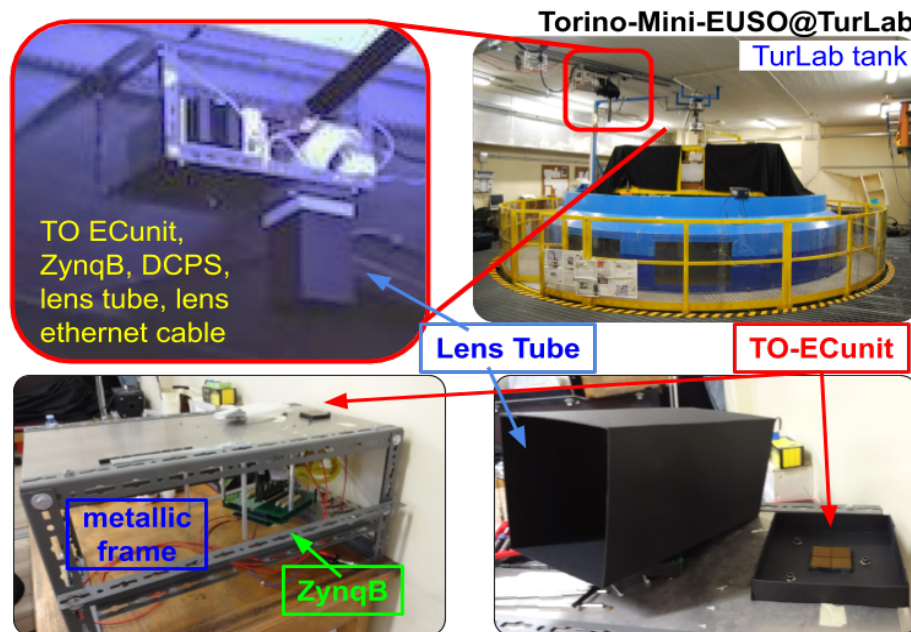 Torino-Mini-EUSO@TurLab
TurLab tank
TO ECunit,
ZynqB, DCPS,
lens tube, lens
ethernet cable
Lens Tube
TO-ECunit
metallic
frame
ZynqB